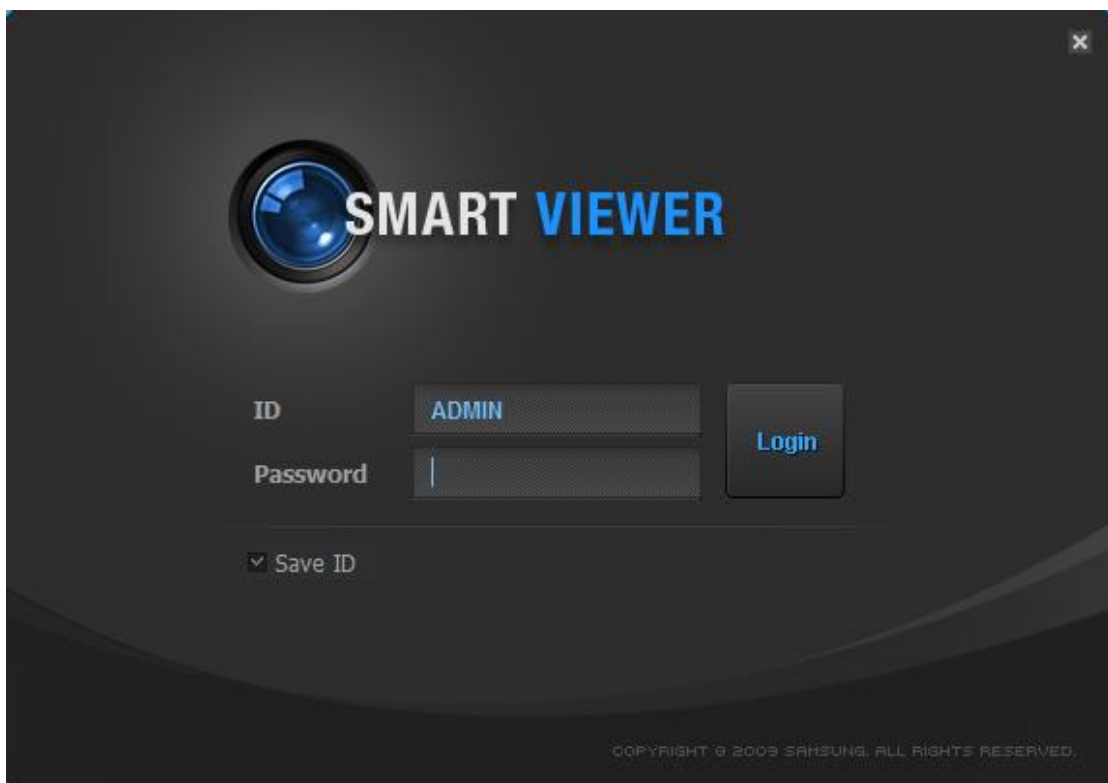 SMART VIEWER
ID
ADMIN
Login
Password
Save ID
COPYRIGHT © 2009 SAMSUNG. ALL RIGHTS RESERVED.